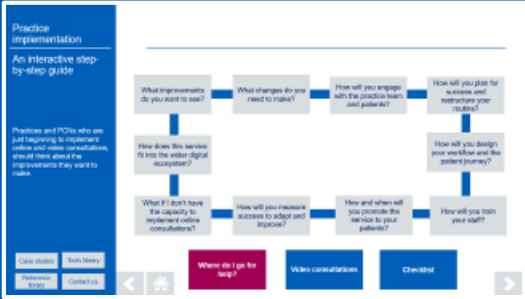 Practice
implementation
An interactive step-
by-step guide
Practices and PCNs who are
just beginning to implement
online and video consultations,
should think about the
improvements they want to
make.
Case studies
Tools library
Reference
library
Contact us
What improvements
do you want to see?
What changes do you
need to make?
How will you engage
with the practice team
and patients?
How will you plan for
success and
restructure your
routine?
How does this service
fit into the wider digital
ecosystem?
How will you design
your workflow and the
patient journey?
What if I don't have
the capacity to
implement online
consultations?
How will you measure
success to adapt and
improve?
How and when will
you promote the
service to your
patients?
How will you train
your staff?
Where do I go for
help?
Video consultations
Checklist